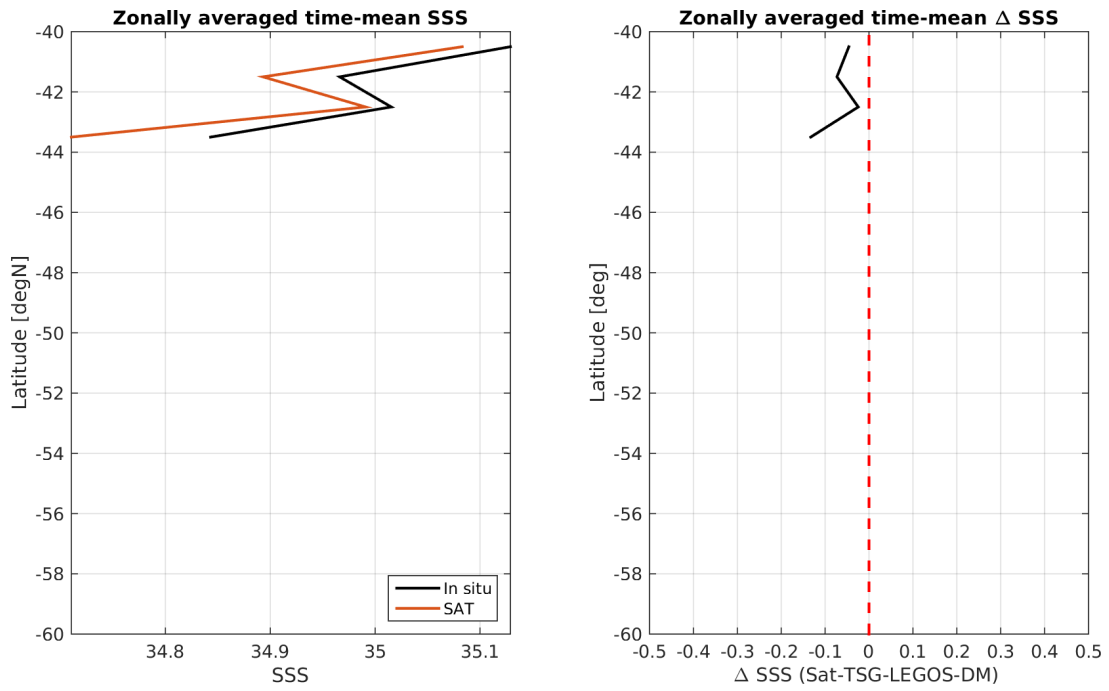 Zonally averaged time-mean SSS
-40
-42
-44
-46
-48
-50
-52
-54
-56
-58
-60
Latitude [degN]
34.8
34.9
35
35.1
SSS
In situ
SAT
Zonally averaged time-mean Δ SSS
-40
-42
-44
-46
-48
-50
-52
-54
-56
-58
-60
Latitude [deg]
-0.5 -0.4 -0.3 -0.2 -0.1 0 0.1 0.2 0.3 0.4 0.5
Δ SSS (Sat-TSG-LEGOS-DM)